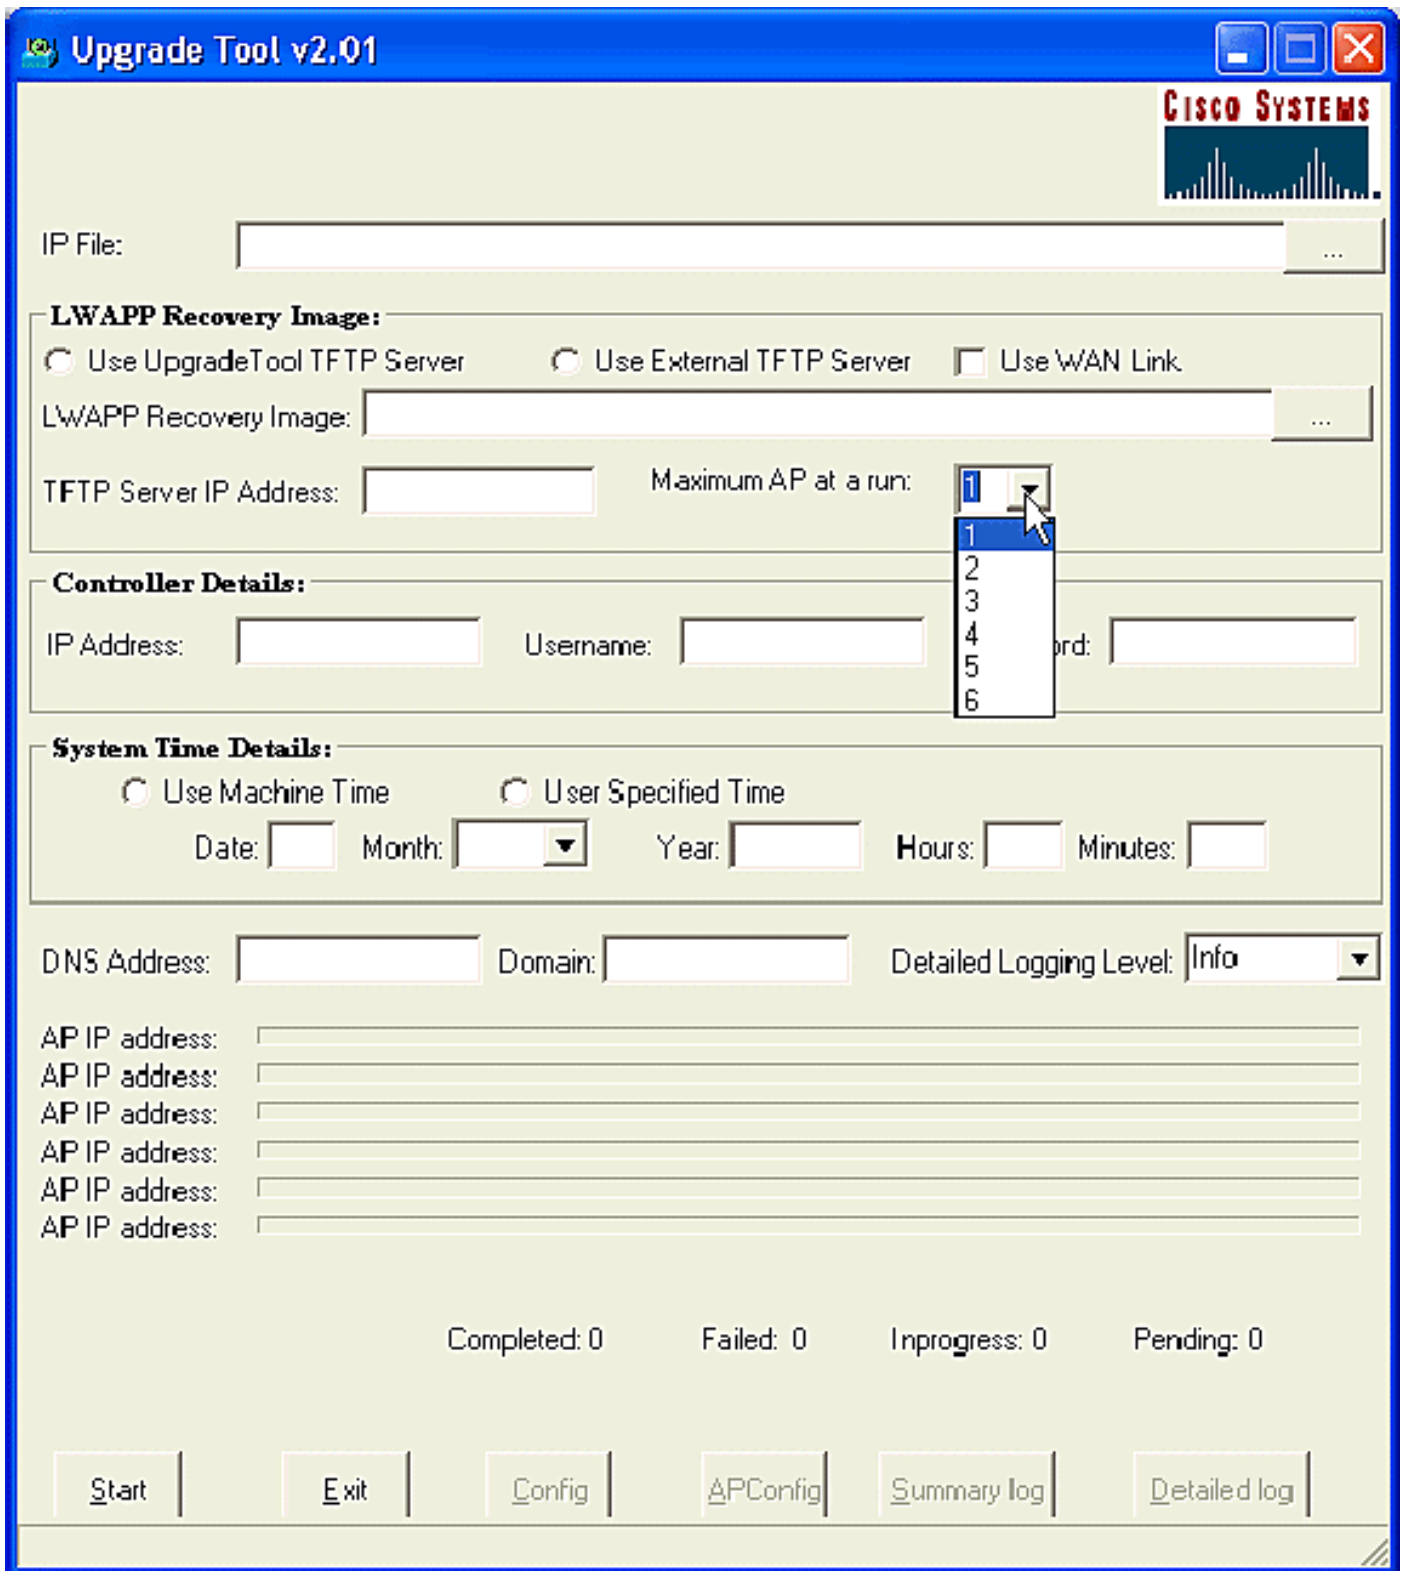 Upgrade Tool v2.01
CISCO SYSTEMS
IP File:
...
LWAPP Recovery Image:
Use UpgradeTool TFTP Server
Use External TFTP Server
Use WAN Link
LWAPP Recovery Image:
...
TFTP Server IP Address:
Maximum AP at a run:
1
1
2
3
4
5
6
Controller Details:
IP Address:
Username:
ord:
System Time Details:
Use Machine Time
User Specified Time
Date:
Month:
Year:
Hours:
Minutes:
DNS Address:
Domain:
Detailed Logging Level:
Info
AP IP address:
AP IP address:
AP IP address:
AP IP address:
AP IP address:
AP IP address:
Completed: 0
Failed: 0
Inprogress: 0
Pending: 0
Start
Exit
Config
APConfig
Summary log
Detailed log